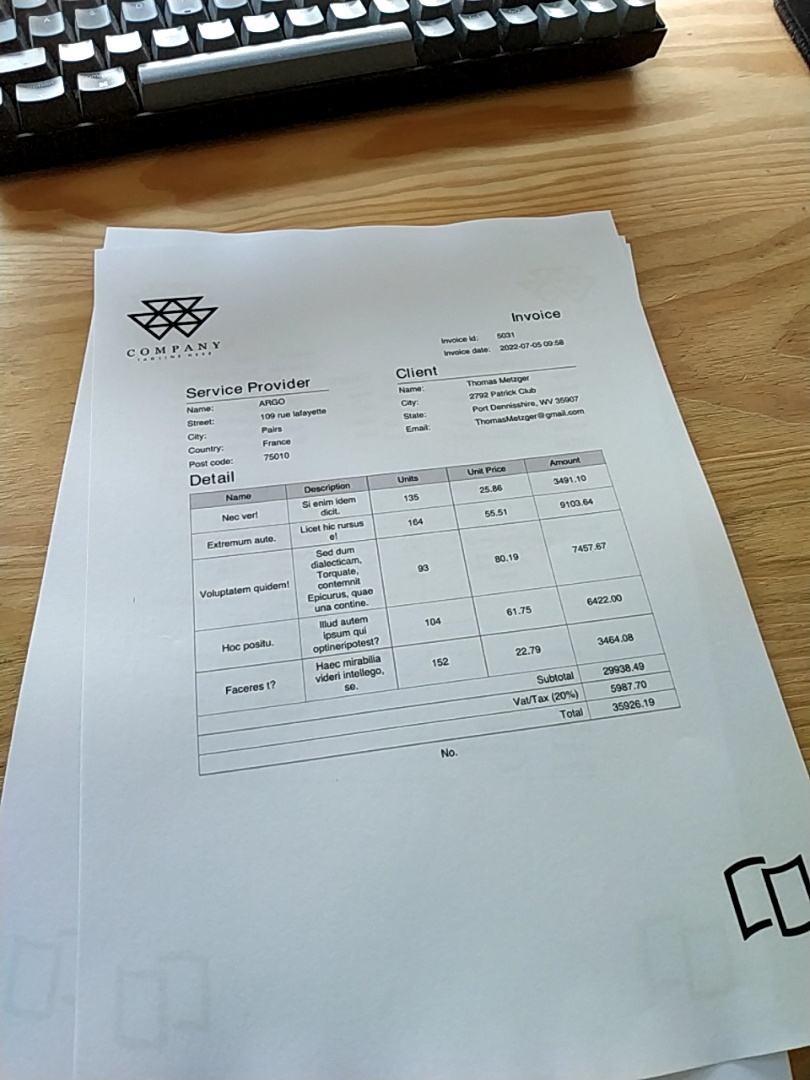 COMPANY
TAGLINE HERE
Invoice
Invoice id: 5031
Invoice date: 2022-07-05 09:58
Service Provider
Name: ARGO
Street: 109 rue lafayette
City: Pairs
Country: France
Post code: 75010
Client
Name: Thomas Metzger
City: 2792 Patrick Club
State: Port Dennisshire, WV 35907
Email: ThomasMetzger@gmail.com
Detail
Name Description Units Unit Price Amount
Nec ver! Si enim idem 135 25.86 3491.10
dicit.
Extremum aute. Licet hic rursus 164 55.51 9103.64
e!
Voluptatem quidem! Sed dum 93 80.19 7457.67
dialecticam,
Torquate,
contemnit
Epicurus, quae
una contine.
Hoc positu. Illud autem 104 61.75 6422.00
ipsum qui
optineripotest?
Faceres t? Haec mirabilia 152 22.79 3464.08
videri intellego,
se.
Subtotal 29938.49
Vat/Tax (20%) 5987.70
Total 35926.19
No.